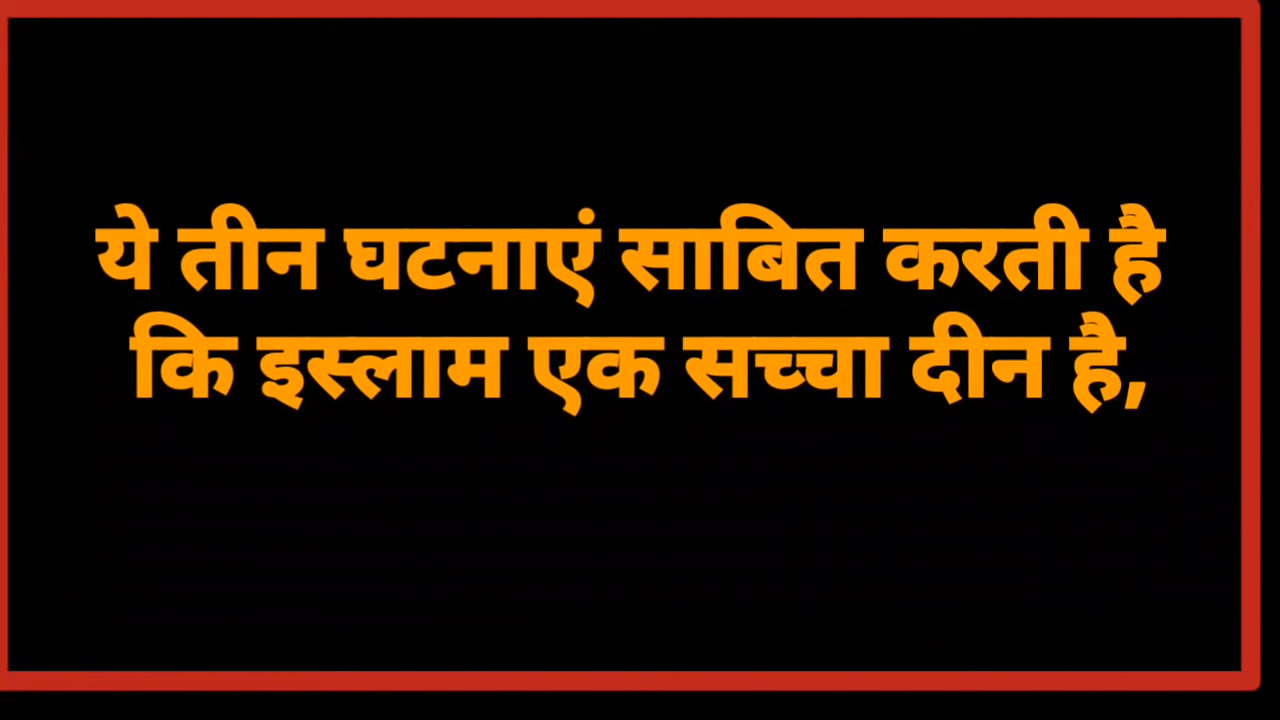 ये तीन घटनाएं साबित करती है
कि इस्लाम एक सच्चा दीन है,